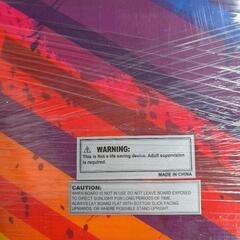 WARNING:
This is Not a life saving device. Adult supervision
is required.
MADE IN CHINA
CAUTION:
WHEN BOARD IS NOT IN USE DO NOT LEAVE BOARD EXPOSED
TO DIRECT SUNLIGHT FOR LONG PERIODS OF TIME.
ALWAYS LAY BOARD FLAT WITH BOTTOM SLICK FACING
UPWARDS, OR WHERE POSSIBLE STAND UPRIGHT.